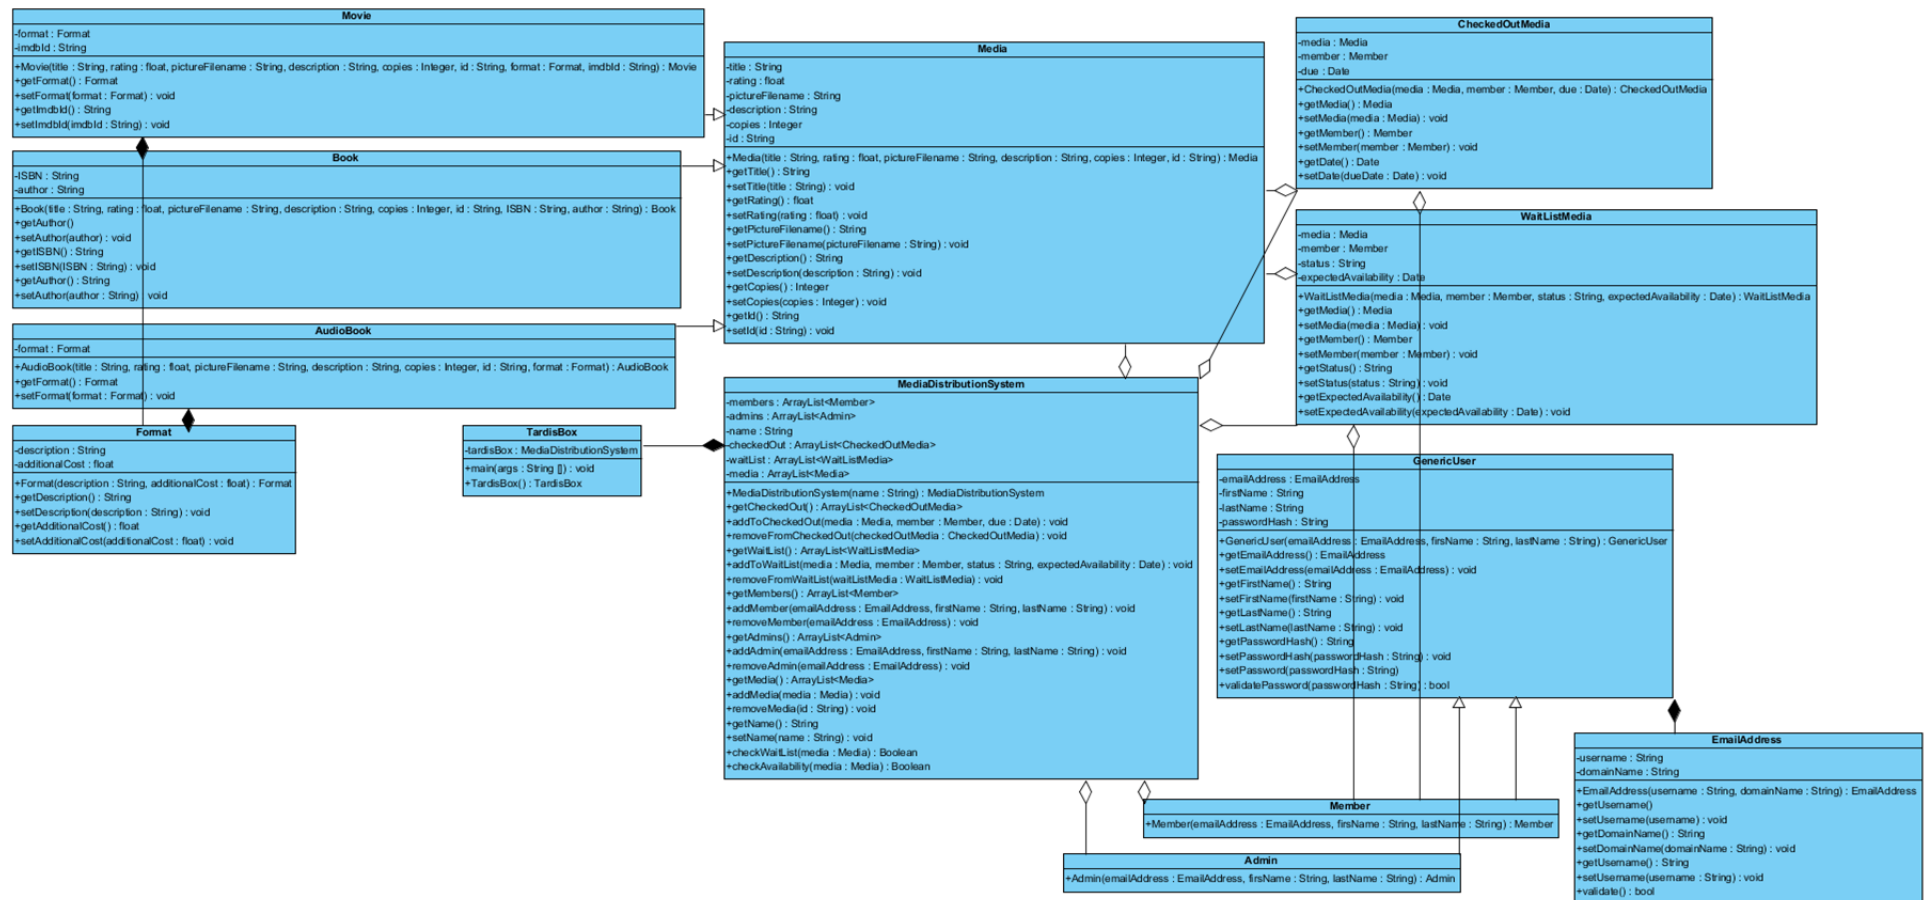 Movie
-format : Format
-imdbId : String
+Movie(title : String, rating : float, pictureFilename : String, description : String, copies : Integer, id : String, format : Format, imdbId : String) : Movie
+getFormat() : Format
+setFormat(format : Format) : void
+getImdbId() : String
+setImdbId(imdbId : String) : void
Book
-ISBN : String
-author : String
+Book(title : String, rating : float, pictureFilename : String, description : String, copies : Integer, id : String, ISBN : String, author : String) : Book
+getAuthor()
+setAuthor(author) : void
+getISBN() : String
+setISBN(ISBN : String) : void
+getAuthor() : String
+setAuthor(author : String) : void
AudioBook
-format : Format
+AudioBook(title : String, rating : float, pictureFilename : String, description : String, copies : Integer, id : String, format : Format) : AudioBook
+getFormat() : Format
+setFormat(format : Format) : void
Format
-description : String
-additionalCost : float
+Format(description : String, additionalCost : float) : Format
+getDescription() : String
+setDescription(description : String) : void
+getAdditionalCost() : float
+setAdditionalCost(additionalCost : float) : void
TardisBox
-tardisBox : MediaDistributionSystem
+main(args : String []) : void
+TardisBox() : TardisBox
Media
-title : String
-rating : float
-pictureFilename : String
-description : String
-copies : Integer
-id : String
+Media(title : String, rating : float, pictureFilename : String, description : String, copies : Integer, id : String) : Media
+getTitle() : String
+setTitle(title : String) : void
+getRating() : float
+setRating(rating : float) : void
+getPictureFilename() : String
+setPictureFilename(pictureFilename : String) : void
+getDescription() : String
+setDescription(description : String) : void
+getCopies() : Integer
+setCopies(copies : Integer) : void
+getId() : String
+setId(id : String) : void
MediaDistributionSystem
-members : ArrayList<Member>
-admins : ArrayList<Admin>
-name : String
-checkedOut : ArrayList<CheckedOutMedia>
-waitList : ArrayList<WaitListMedia>
-media : ArrayList<Media>
+MediaDistributionSystem(name : String) : MediaDistributionSystem
+getCheckedOut() : ArrayList<CheckedOutMedia>
+addToCheckedOut(media : Media, member : Member, due : Date) : void
+removeFromCheckedOut(checkedOutMedia : CheckedOutMedia) : void
+getWaitList() : ArrayList<WaitListMedia>
+addToWaitList(media : Media, member : Member, status : String, expectedAvailability : Date) : void
+removeFromWaitList(waitListMedia : WaitListMedia) : void
+getMembers() : ArrayList<Member>
+addMember(emailAddress : EmailAddress, firstName : String, lastName : String) : void
+removeMember(emailAddress : EmailAddress) : void
+getAdmins() : ArrayList<Admin>
+addAdmin(emailAddress : EmailAddress, firstName : String, lastName : String) : void
+removeAdmin(emailAddress : EmailAddress) : void
+getMedia() : ArrayList<Media>
+addMedia(media : Media) : void
+removeMedia(id : String) : void
+getName() : String
+setName(name : String) : void
+checkWaitList(media : Media) : Boolean
+checkAvailability(media : Media) : Boolean
CheckedOutMedia
-media : Media
-member : Member
-due : Date
+CheckedOutMedia(media : Media, member : Member, due : Date) : CheckedOutMedia
+getMedia() : Media
+setMedia(media : Media) : void
+getMember() : Member
+setMember(member : Member) : void
+getDate() : Date
+setDate(dueDate : Date) : void
WaitListMedia
-media : Media
-member : Member
-status : String
-expectedAvailability : Date
+WaitListMedia(media : Media, member : Member, status : String, expectedAvailability : Date) : WaitListMedia
+getMedia() : Media
+setMedia(media : Media) : void
+getMember() : Member
+setMember(member : Member) : void
+getStatus() : String
+setStatus(status : String) : void
+getExpectedAvailability() : Date
+setExpectedAvailability(expectedAvailability : Date) : void
GenericUser
-emailAddress : EmailAddress
-firstName : String
-lastName : String
-passwordHash : String
+GenericUser(emailAddress : EmailAddress, firsName : String, lastName : String) : GenericUser
+getEmailAddress() : EmailAddress
+setEmailAddress(emailAddress : EmailAddress) : void
+getFirstName() : String
+setFirstName(firstName : String) : void
+getLastName() : String
+setLastName(lastName : String) : void
+getPasswordHash() : String
+setPasswordHash(passwordHash : String) : void
+setPassword(passwordHash : String)
+validatePassword(passwordHash : String) : bool
Member
+Member(emailAddress : EmailAddress, firsName : String, lastName : String) : Member
Admin
+Admin(emailAddress : EmailAddress, firsName : String, lastName : String) : Admin
EmailAddress
-username : String
-domainName : String
+EmailAddress(username : String, domainName : String) : EmailAddress
+getUsername()
+setUsername(username) : void
+getDomainName() : String
+setDomainName(domainName : String) : void
+getUsername() : String
+setUsername(username : String) : void
+validate() : bool